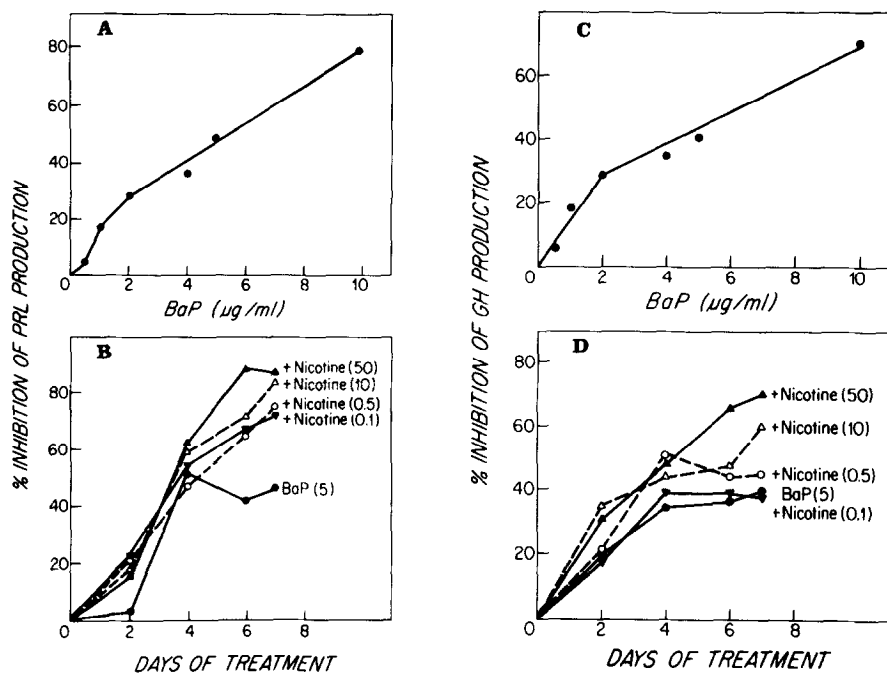 % INHIBITION OF PRL PRODUCTION
A
80
60
40
20
0
2
4
6
8
10
BaP (μg/ml)
B
80
60
40
20
0
2
4
6
8
DAYS OF TREATMENT
+ Nicotine (50)
+ Nicotine (10)
+ Nicotine (0.5)
+ Nicotine (0.1)
BaP (5)
% INHIBITION OF GH PRODUCTION
C
60
40
20
0
2
4
6
8
10
BaP (μg/ml)
D
80
60
40
20
0
2
4
6
8
DAYS OF TREATMENT
+ Nicotine (50)
+ Nicotine (10)
+ Nicotine (0.5)
BaP (5)
+ Nicotine (0.1)